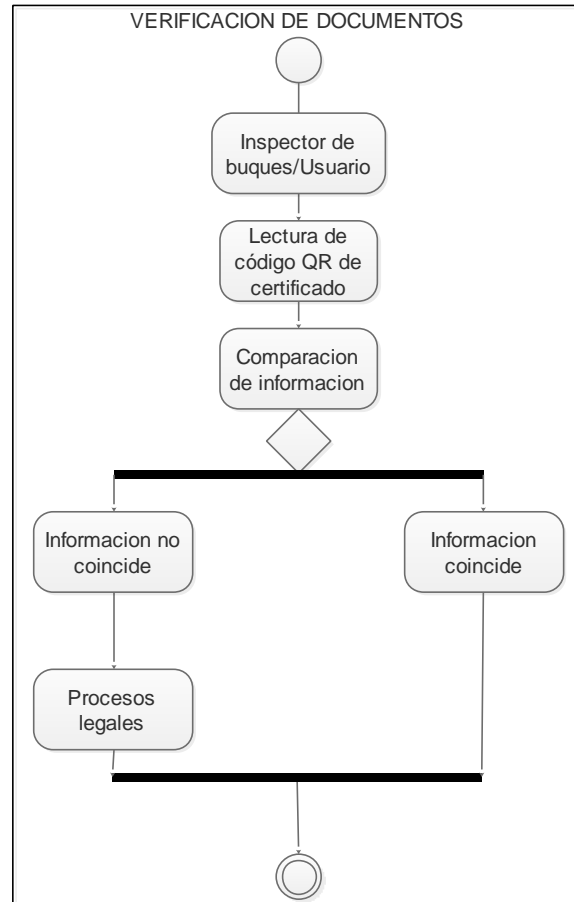 VERIFICACION DE DOCUMENTOS
Inspector de
buques/Usuario
Lectura de
código QR de
certificado
Comparacion
de informacion
Informacion no
coincide
Informacion
coincide
Procesos
legales